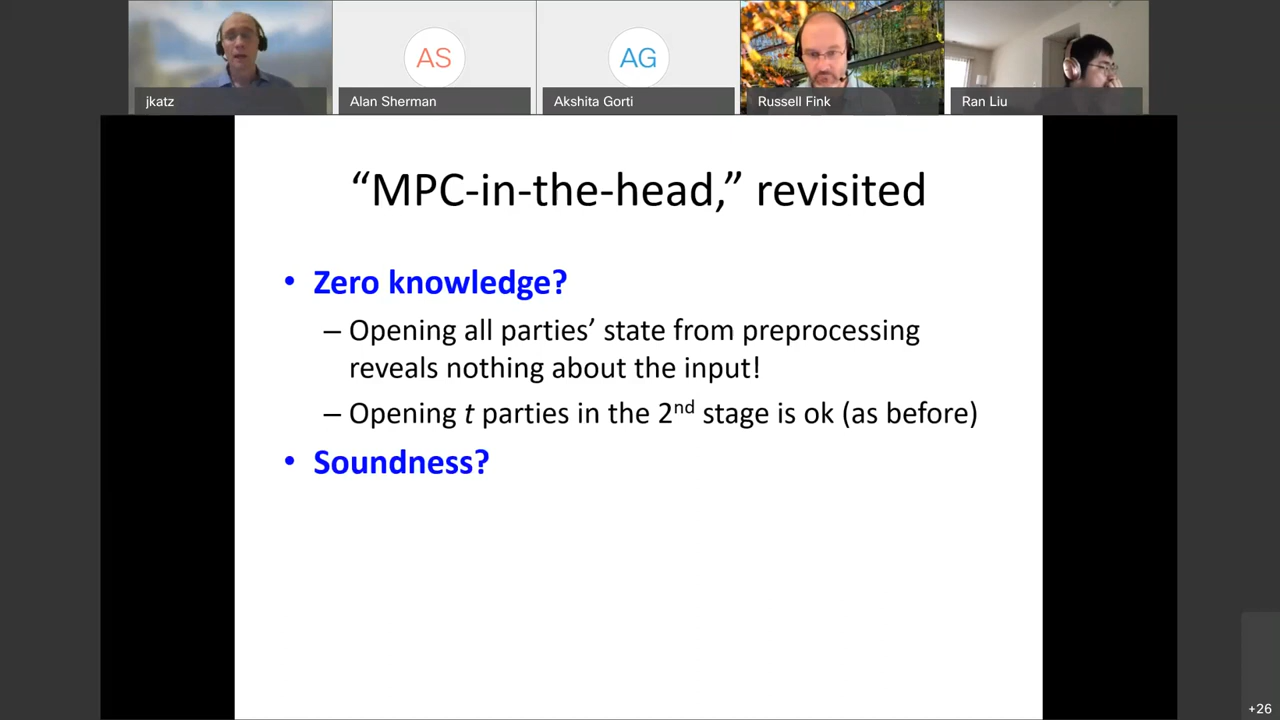 AS
AG
jkatz
Alan Sherman
Akshita Gorti
Russell Fink
Ran Liu
“MPC-in-the-head,” revisited
• Zero knowledge?
– Opening all parties’ state from preprocessing
reveals nothing about the input!
– Opening t parties in the 2nd stage is ok (as before)
• Soundness?
+26